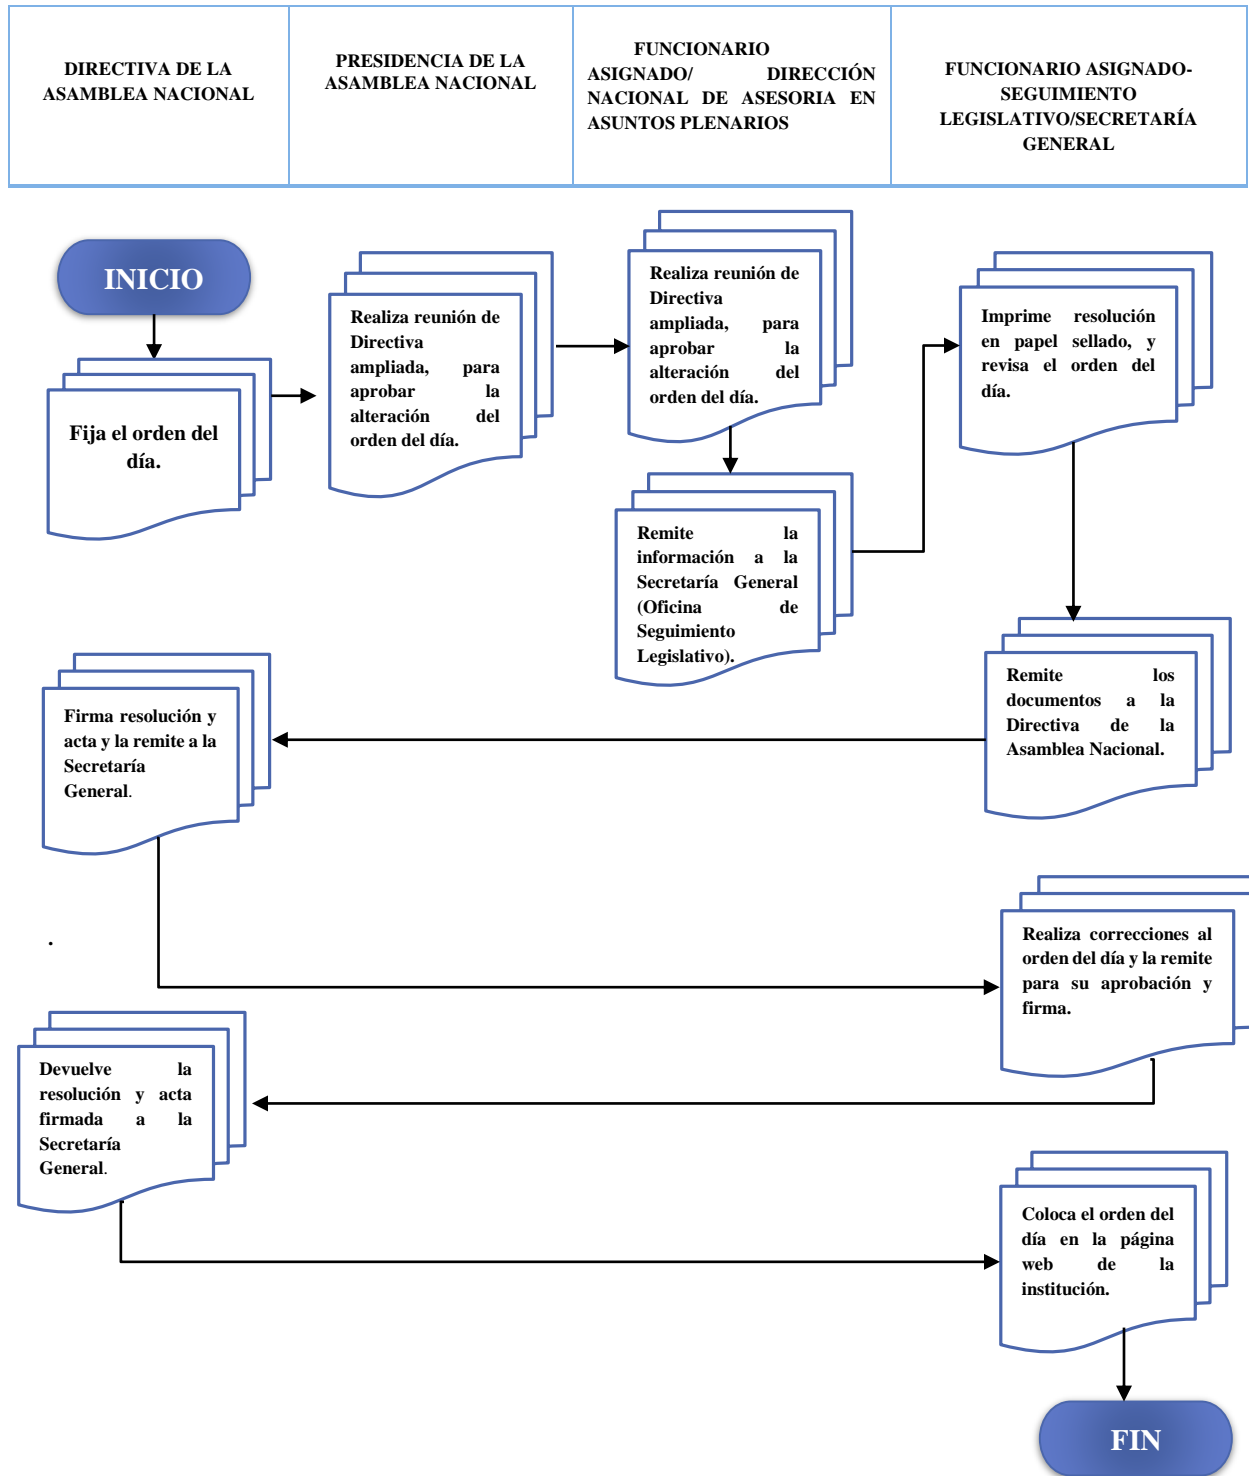 DIRECTIVA DE LA
ASAMBLEA NACIONAL
PRESIDENCIA DE LA
ASAMBLEA NACIONAL
FUNCIONARIO
ASIGNADO/ DIRECCIÓN
NACIONAL DE ASESORIA EN
ASUNTOS PLENARIOS
FUNCIONARIO ASIGNADO-
SEGUIMIENTO
LEGISLATIVO/SECRETARÍA
GENERAL
INICIO
Fija el orden del
día.
Realiza reunión de
Directiva
ampliada, para
aprobar la
alteración del
orden del día.
Realiza reunión de
Directiva
ampliada, para
aprobar la
alteración del
orden del día.
Remite la
información a la
Secretaría General
(Oficina de
Seguimiento
Legislativo).
Imprime resolución
en papel sellado, y
revisa el orden del
día.
Remite los
documentos a la
Directiva de la
Asamblea Nacional.
Firma resolución y
acta y la remite a la
Secretaría
General.
.
Realiza correcciones al
orden del día y la remite
para su aprobación y
firma.
Devuelve la
resolución y acta
firmada a la
Secretaría
General.
Coloca el orden del
día en la página
web de la
institución.
FIN